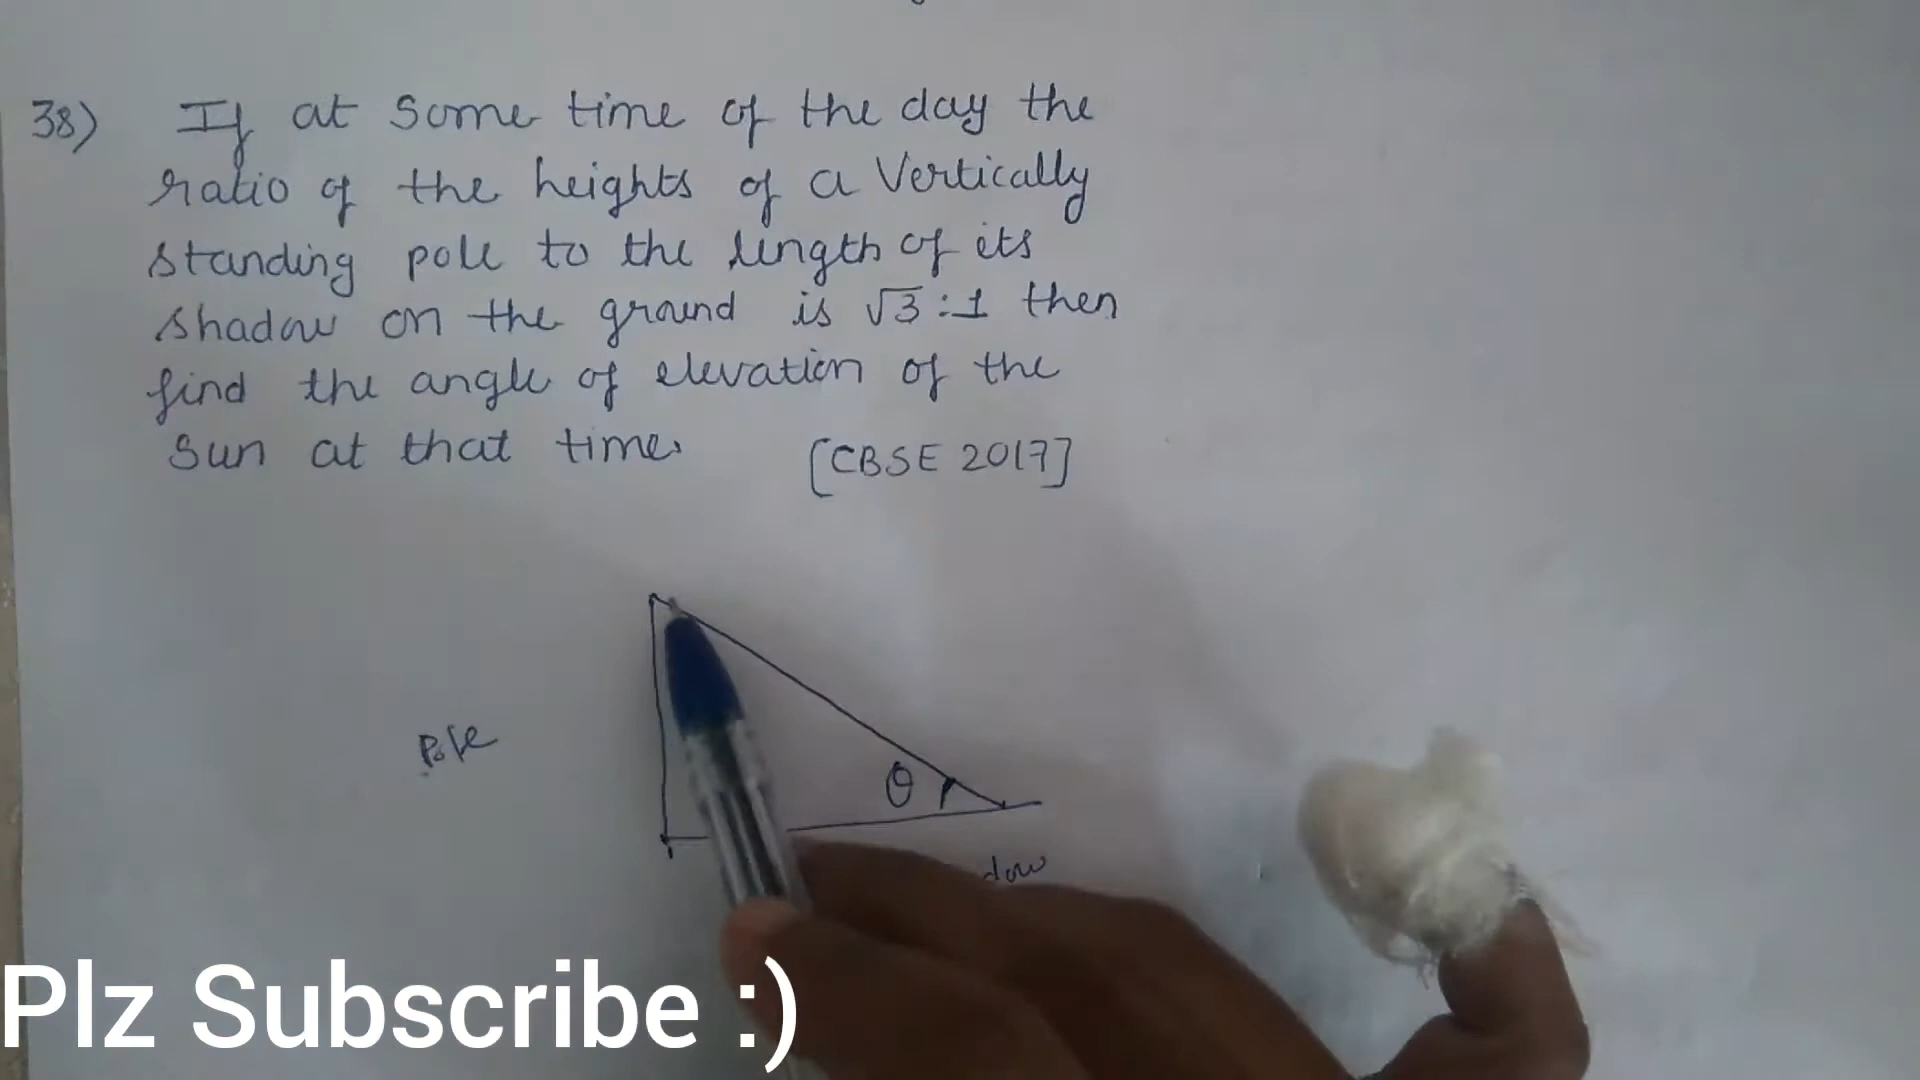 38) If at some time of the day the
ratio of the heights of a Vertically
standing pole to the length of its
shadow on the ground is √3:1 then
find the angle of elevation of the
sun at that time.
[CBSE 2017]
Pole
θ
dow
Plz Subscribe :)